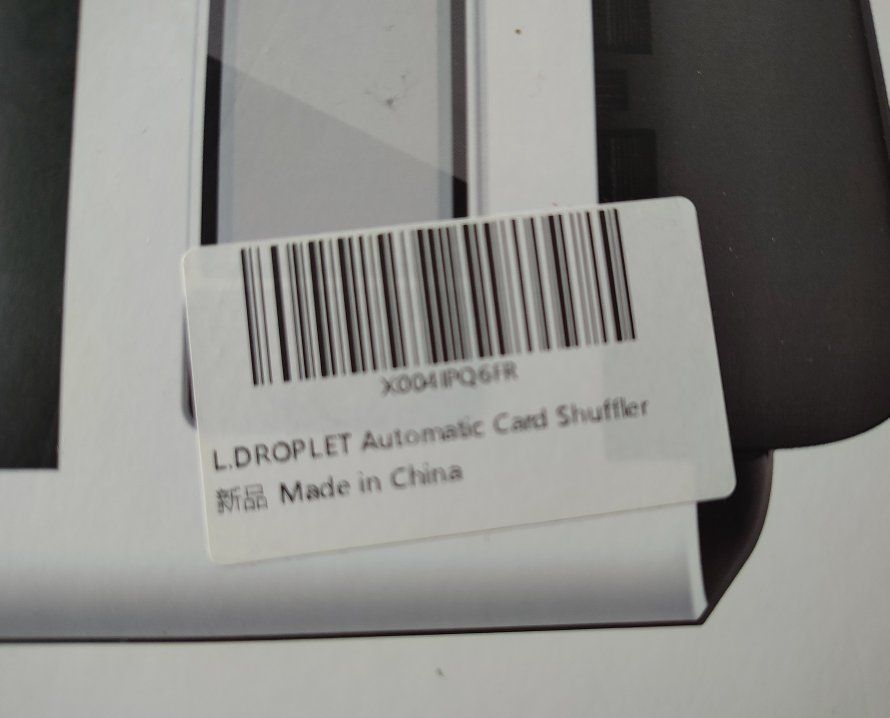 X004IPQ6FR
L.DROPLET Automatic Card Shuffler
新品 Made in China